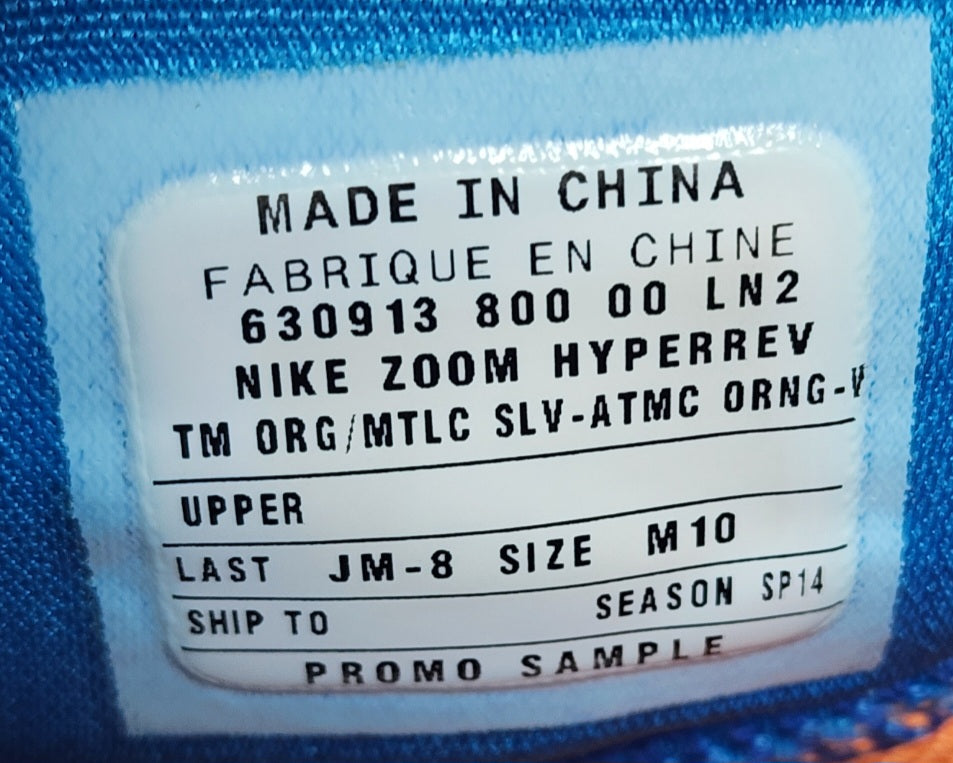 MADE IN CHINA
FABRIQUE EN CHINE
630913 800 00 LN2
NIKE ZOOM HYPERREV
TM ORG/MTLC SLV-ATMC ORNG-V
UPPER
LAST JM-8 SIZE M10
SHIP TO SEASON SP14
PROMO SAMPLE